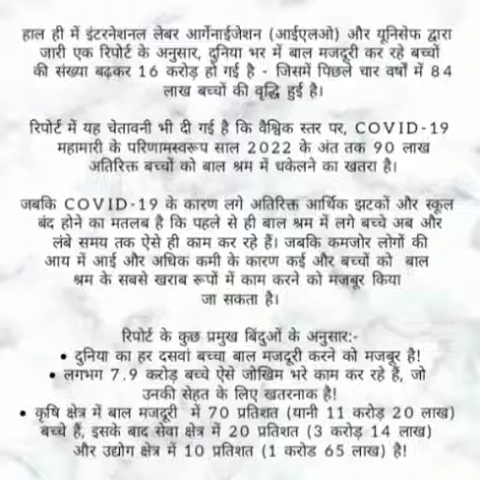 हाल ही में इंटरनेशनल लेबर आर्गेनाईजेशन (आईएलओ) और यूनिसेफ द्वारा
जारी एक रिपोर्ट के अनुसार, दुनिया भर में बाल मजदूरी कर रहे बच्चों
की संख्या बढ़कर 16 करोड़ हो गई है - जिसमें पिछले चार वर्षों में 84
लाख बच्चों की वृद्धि हुई है।
रिपोर्ट में यह चेतावनी भी दी गई है कि वैश्विक स्तर पर, COVID-19
महामारी के परिणामस्वरूप साल 2022 के अंत तक 90 लाख
अतिरिक्त बच्चों को बाल श्रम में धकेलने का खतरा है।
जबकि COVID-19 के कारण लगे अतिरिक्त आर्थिक झटकों और स्कूल
बंद होने का मतलब है कि पहले से ही बाल श्रम में लगे बच्चे अब और
लंबे समय तक ऐसे ही काम कर रहे हैं। जबकि कमजोर लोगों की
आय में आई और अधिक कमी के कारण कई और बच्चों को बाल
श्रम के सबसे खराब रूपों में काम करने को मजबूर किया
जा सकता है।
रिपोर्ट के कुछ प्रमुख बिंदुओं के अनुसार:-
• दुनिया का हर दसवां बच्चा बाल मजदूरी करने को मजबूर है!
• लगभग 7.9 करोड़ बच्चे ऐसे जोखिम भरे काम कर रहे हैं, जो
उनकी सेहत के लिए खतरनाक है!
• कृषि क्षेत्र में बाल मजदूरी में 70 प्रतिशत (यानी 11 करोड़ 20 लाख)
बच्चे हैं, इसके बाद सेवा क्षेत्र में 20 प्रतिशत (3 करोड़ 14 लाख)
और उद्योग क्षेत्र में 10 प्रतिशत (1 करोड 65 लाख) है!